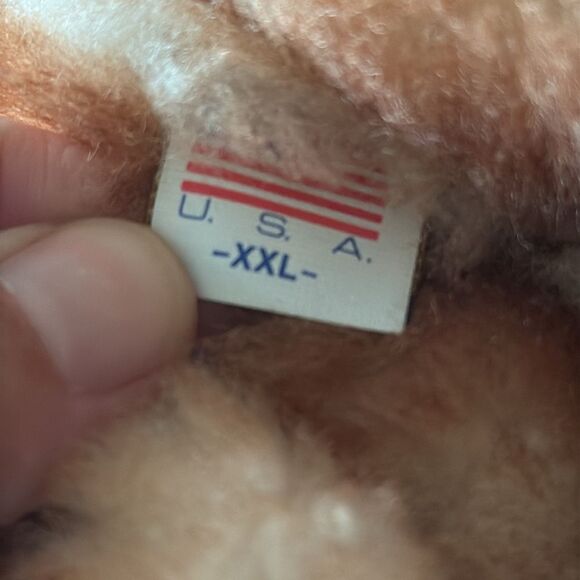 U. S. A.
-XXL-